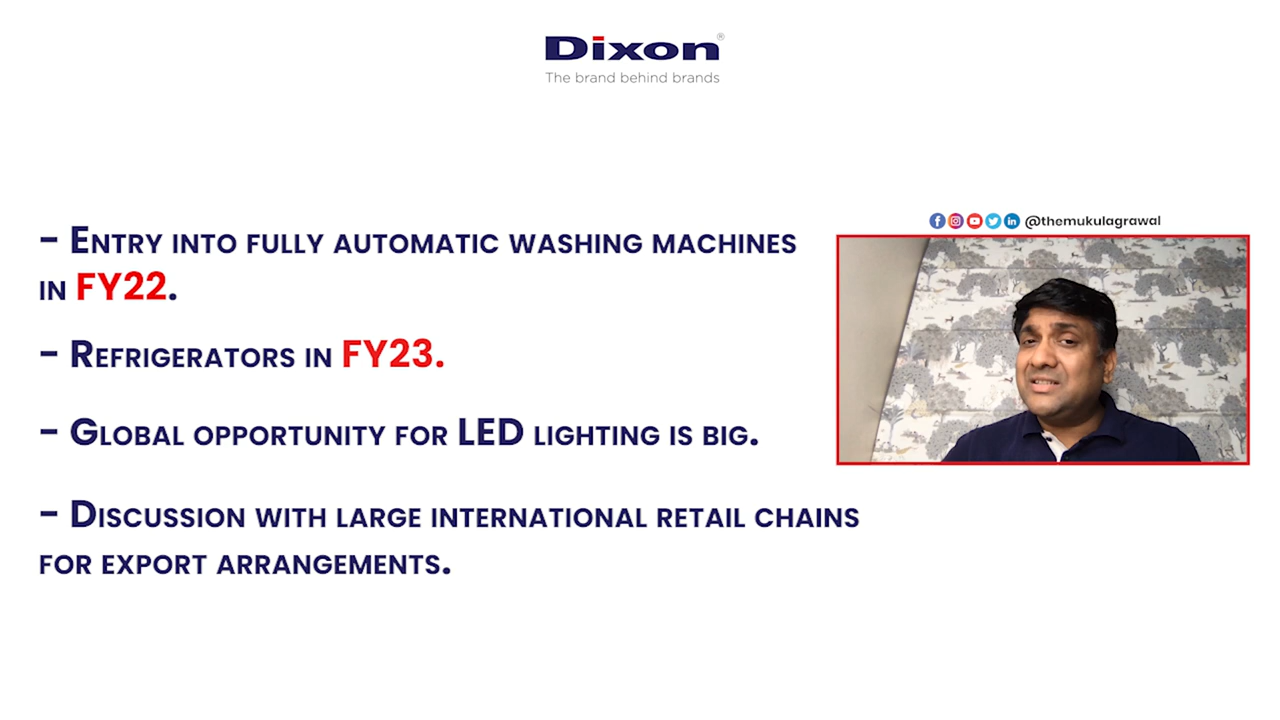 Dixon®
The brand behind brands
@themukulagrawal
- Entry into fully automatic washing machines
in FY22.
- Refrigerators in FY23.
- Global opportunity for LED lighting is big.
- Discussion with large international retail chains
for export arrangements.